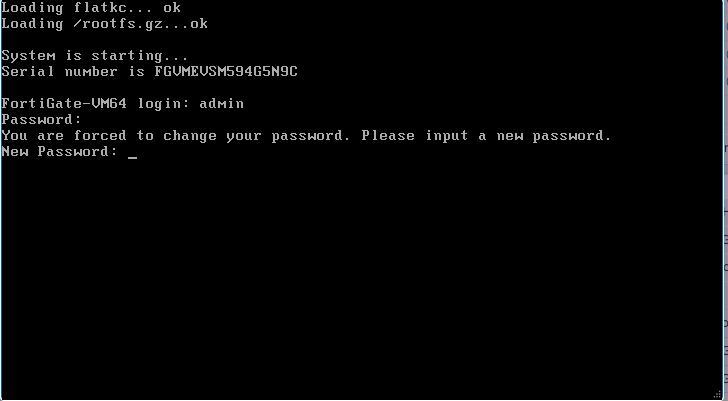 Loading flatkc... ok
Loading /rootfs.gz...ok
System is starting...
Serial number is FGVMEVSM594G5N9C
FortiGate-VM64 login: admin
Password:
You are forced to change your password. Please input a new password.
New Password: _